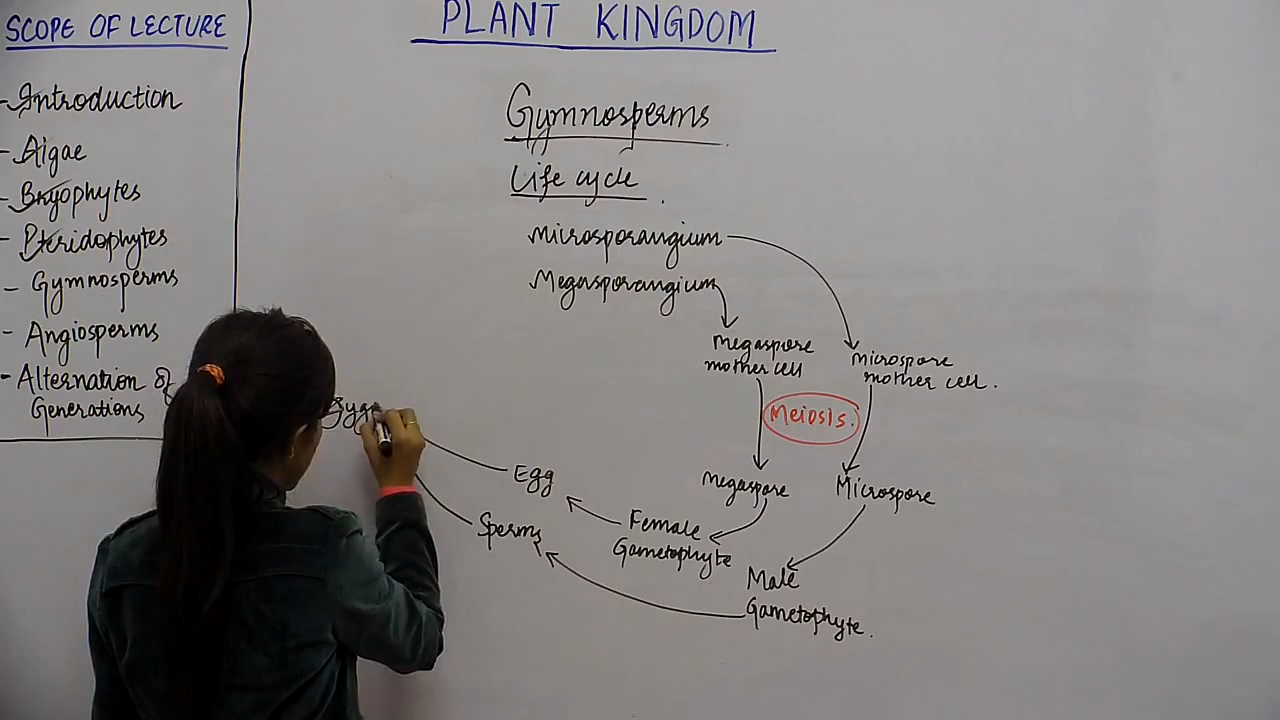 SCOPE OF LECTURE
- Introduction
- Algae
- Bryophytes
- Pteridophytes
- Gymnosperms
- Angiosperms
- Alternation of
Generations
PLANT KINGDOM
Gymnosperms
Life cycle
Microsporangium
Megasporangium
Megaspore
mother cell
Microspore
mother cell.
Meiosis.
Megaspore
Microspore
Female
Gametophyte
Male
Gametophyte.
Egg
Sperms